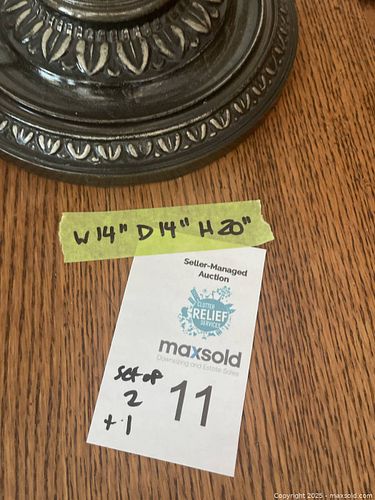 W 14" D 14" H 20"
Seller-Managed
Auction
CLUTTER
RELIEF
SERVICES
maxsold
Downsizing and Estate Sales
set of
2
+ 1
11
Copyright 2025 - maxsold.com